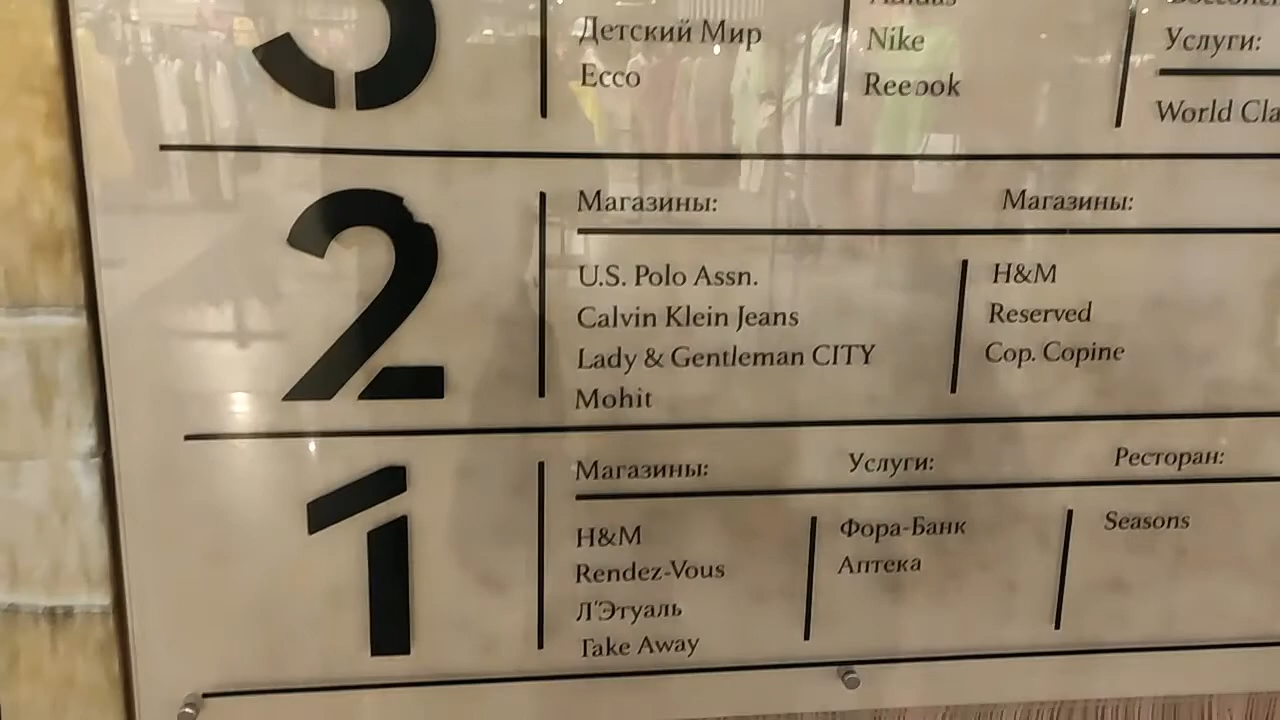 3
Детский Мир
Ecco
Nike
Reebok
Услуги:
World Cla
2
Магазины:
U.S. Polo Assn.
Calvin Klein Jeans
Lady & Gentleman CITY
Mohit
Магазины:
H&M
Reserved
Cop. Copine
1
Магазины:
H&M
Rendez-Vous
Л'Этуаль
Take Away
Услуги:
Фора-Банк
Аптека
Ресторан:
Seasons